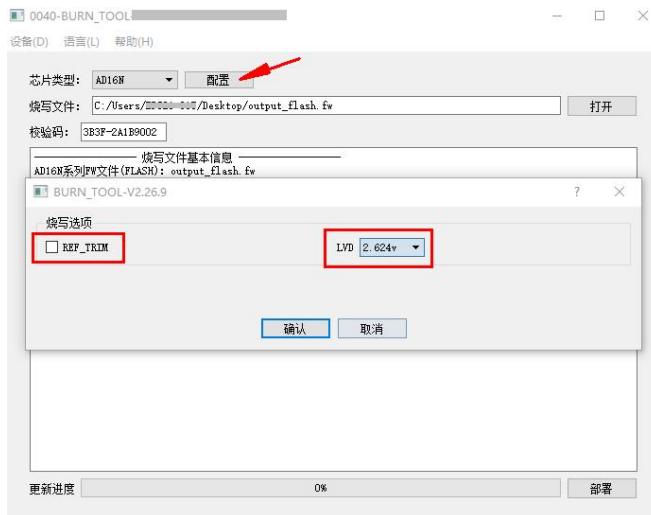 0040-BURN_TOOL-
设备(D) 语言(L) 帮助(H)
芯片类型: AD16N 配置
烧写文件: C:/Users/ /Desktop/output_flash.fw 打开
校验码: 3B3F-2A1B9002
烧写文件基本信息
AD16N系列FW文件(FLASH): output_flash.fw
BURN_TOOL-V2.26.9 ?
烧写选项
REF_TRIM LVD 2.624v
确认 取消
更新进度 0% 部署